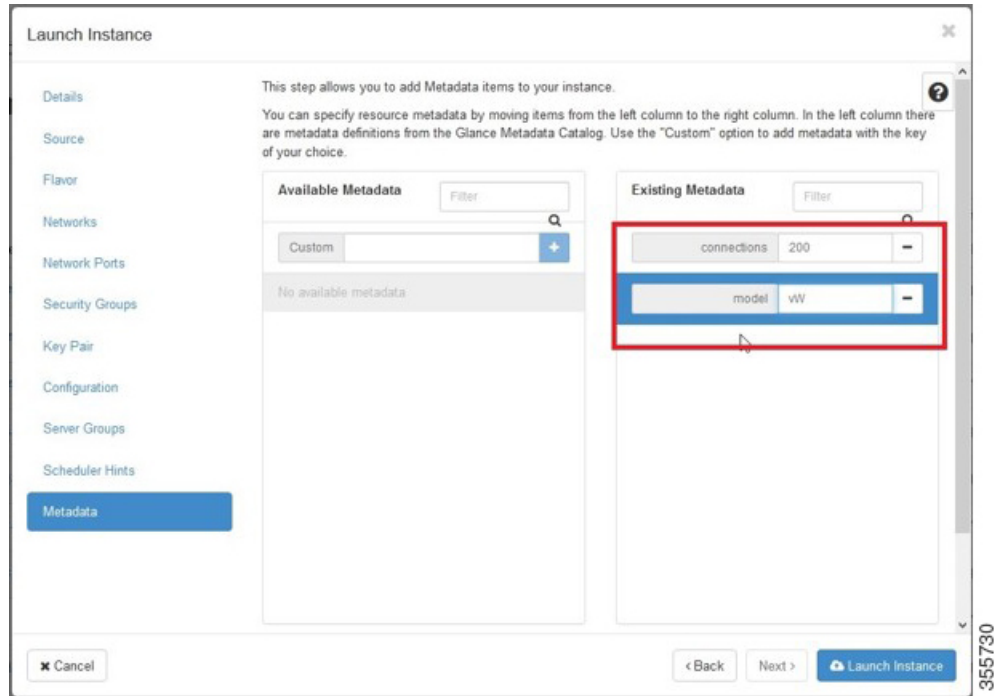 Launch Instance
Details
Source
Flavor
Networks
Network Ports
Security Groups
Key Pair
Configuration
Server Groups
Scheduler Hints
Metadata
This step allows you to add Metadata items to your instance.
You can specify resource metadata by moving items from the left column to the right column. In the left column there
are metadata definitions from the Glance Metadata Catalog. Use the "Custom" option to add metadata with the key
of your choice.
Available Metadata
Filter
Custom
No available metadata
Existing Metadata
Filter
connections 200
model vW
Cancel
< Back
Next >
Launch Instance
355730